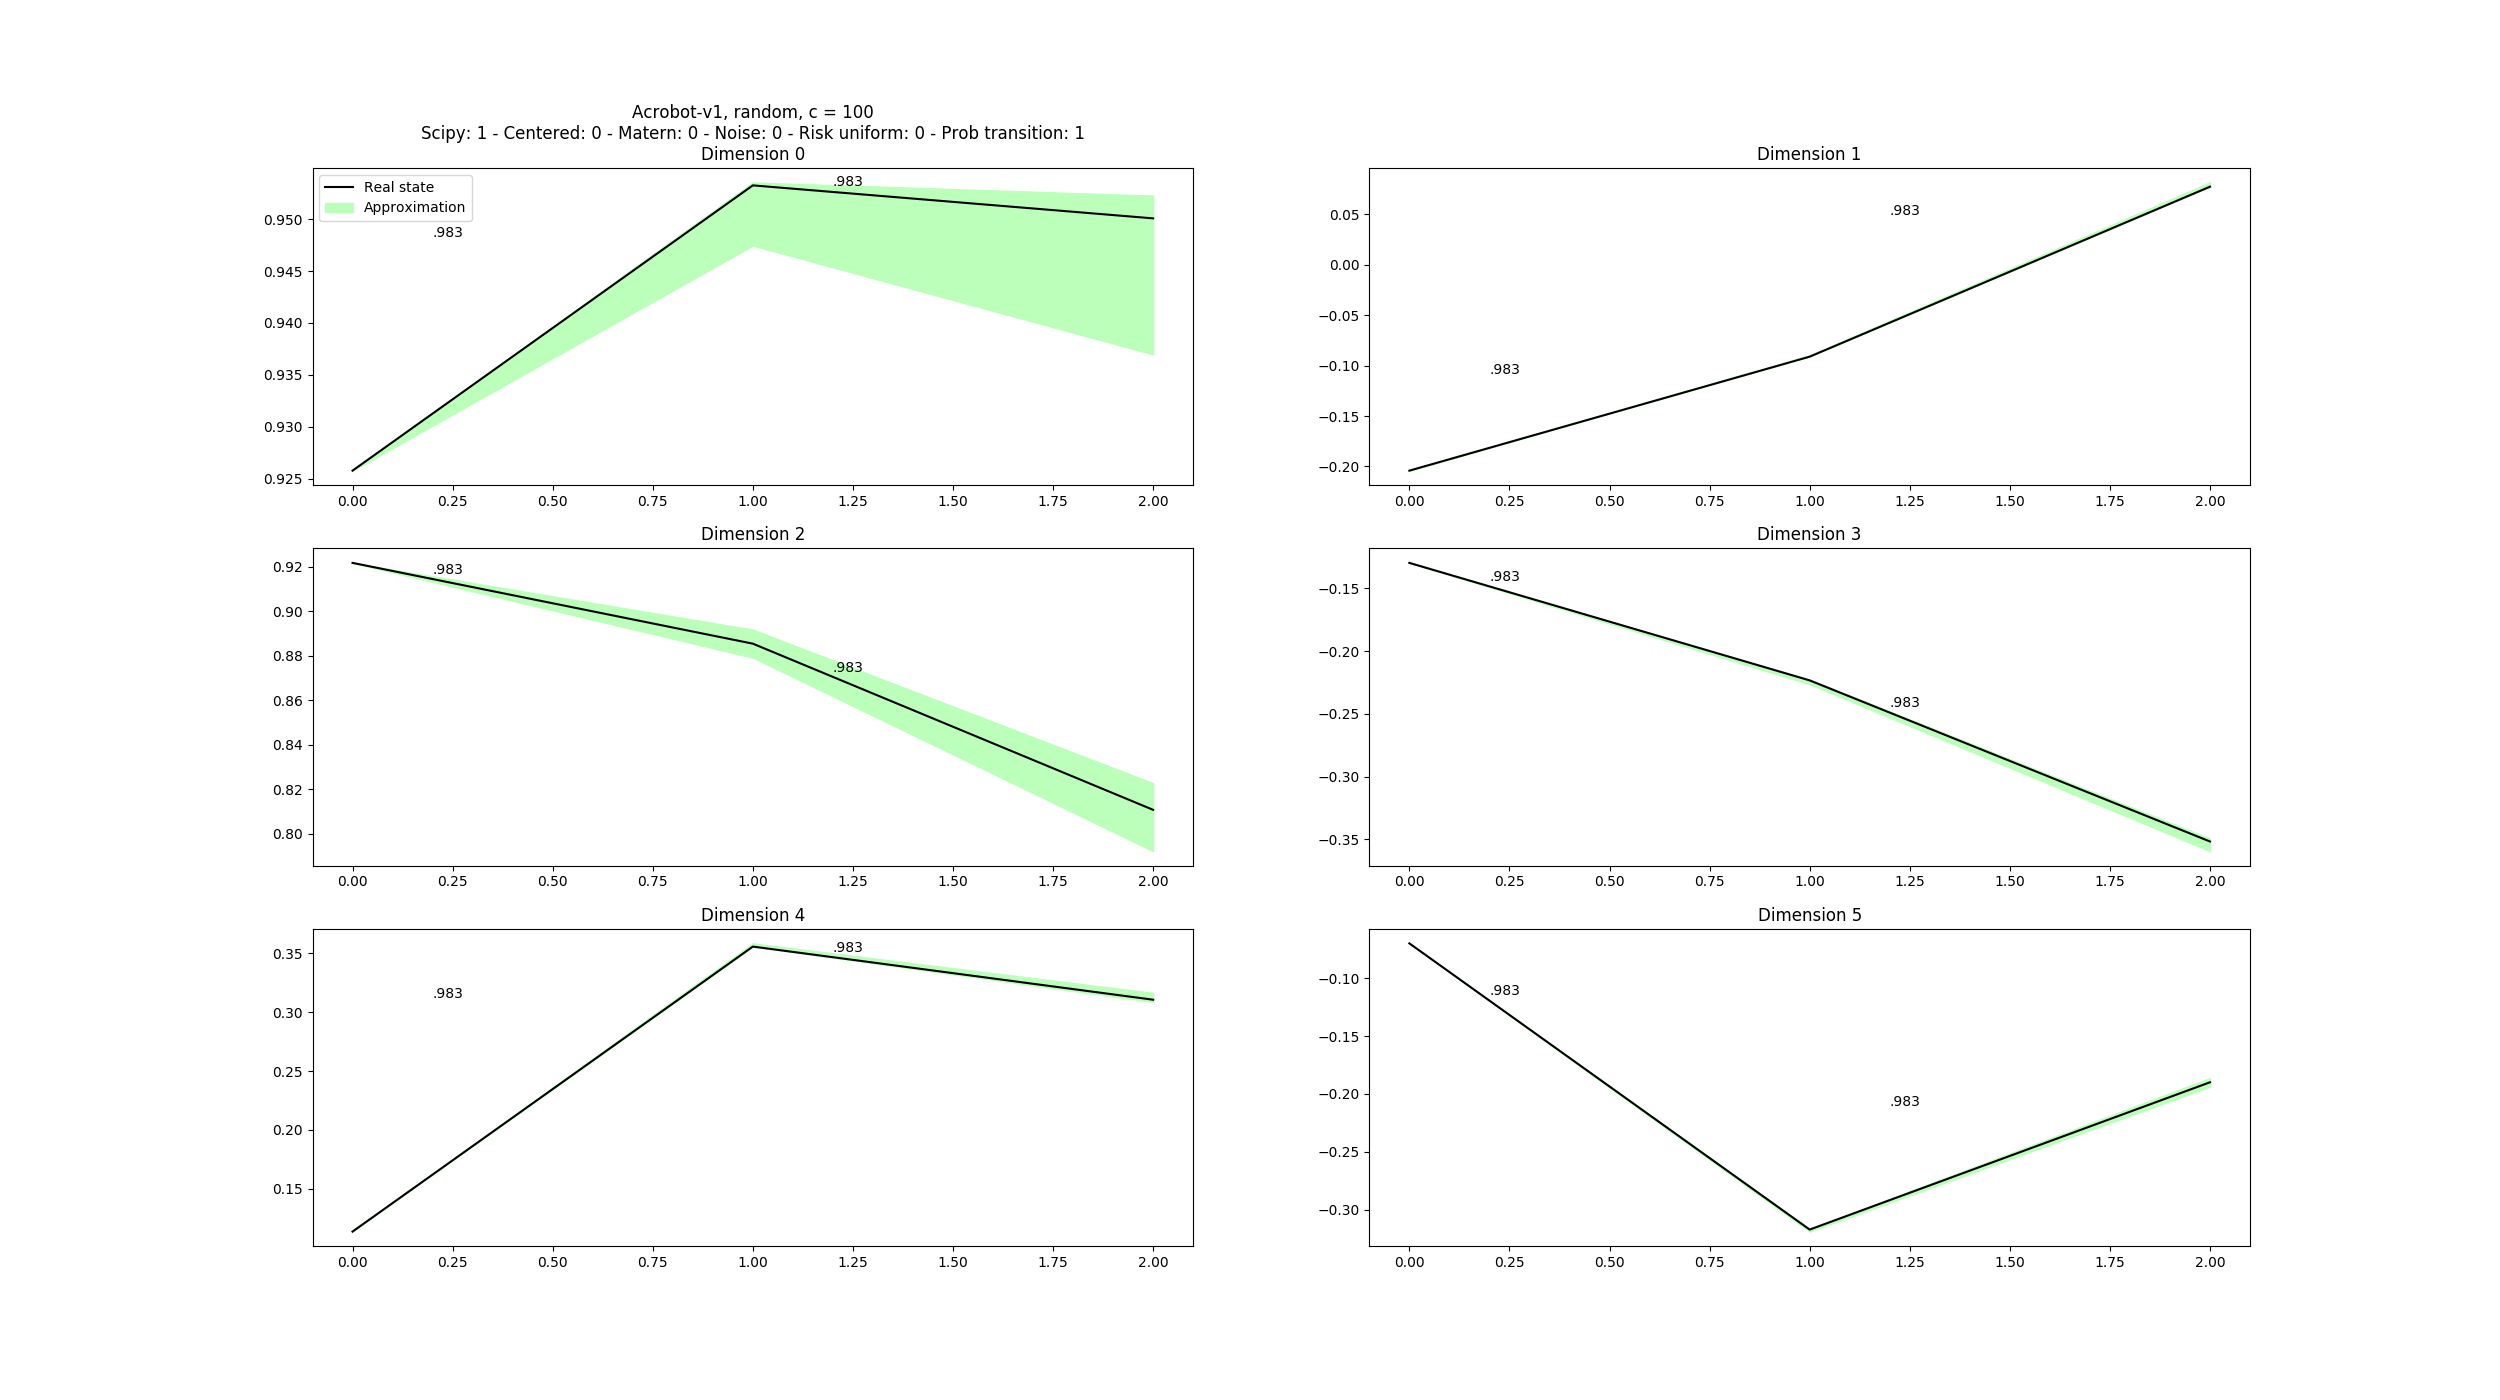 Acrobot-v1, random, c = 100
Scipy: 1 - Centered: 0 - Matern: 0 - Noise: 0 - Risk uniform: 0 - Prob transition: 1
Dimension 0
Real state
Approximation
.983
.983
0.950
0.945
0.940
0.935
0.930
0.925
0.00 0.25 0.50 0.75 1.00 1.25 1.50 1.75 2.00
Dimension 1
.983
.983
0.05
0.00
−0.05
−0.10
−0.15
−0.20
0.00 0.25 0.50 0.75 1.00 1.25 1.50 1.75 2.00
Dimension 2
.983
.983
0.92
0.90
0.88
0.86
0.84
0.82
0.80
0.00 0.25 0.50 0.75 1.00 1.25 1.50 1.75 2.00
Dimension 3
.983
.983
−0.15
−0.20
−0.25
−0.30
−0.35
0.00 0.25 0.50 0.75 1.00 1.25 1.50 1.75 2.00
Dimension 4
.983
.983
0.35
0.30
0.25
0.20
0.15
0.00 0.25 0.50 0.75 1.00 1.25 1.50 1.75 2.00
Dimension 5
.983
.983
−0.10
−0.15
−0.20
−0.25
−0.30
0.00 0.25 0.50 0.75 1.00 1.25 1.50 1.75 2.00